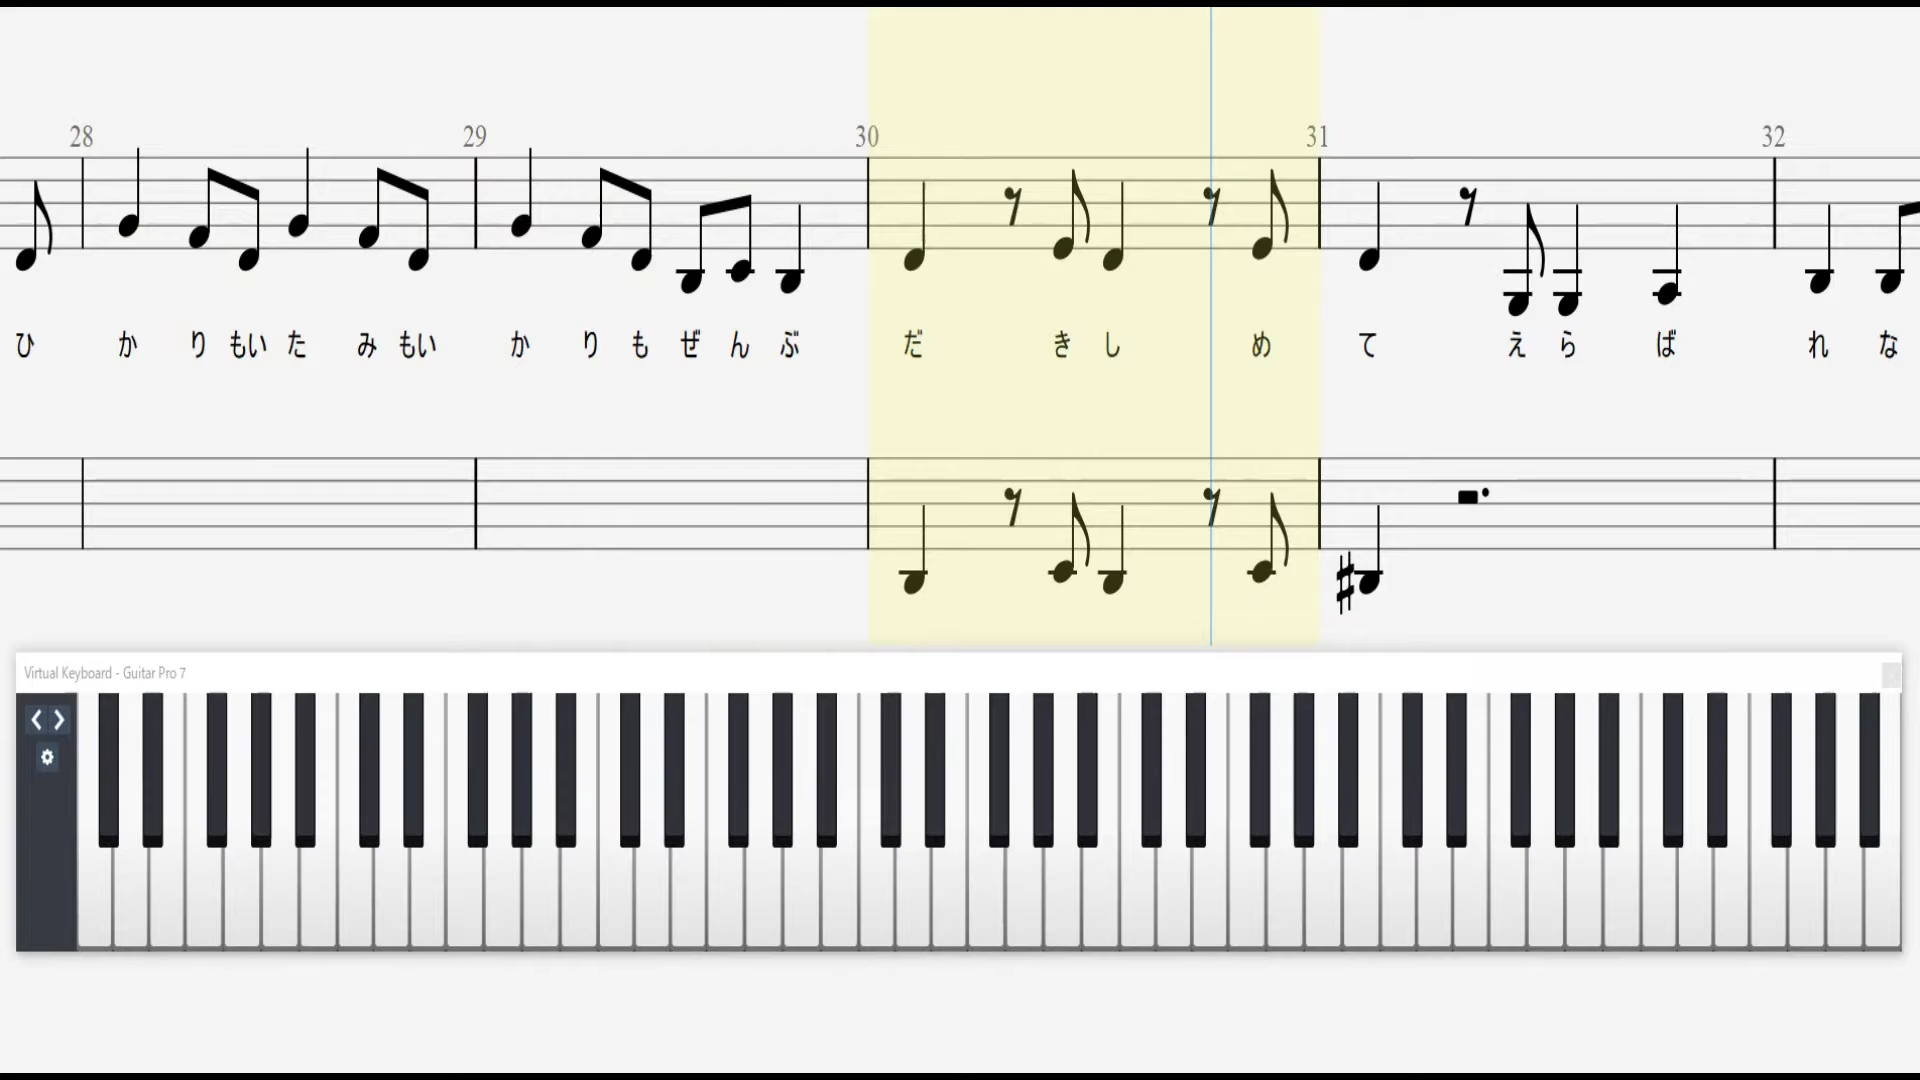 28 29 30 31 32
ひ か り もい た み もい か り も ぜ ん ぶ だ き し め て え ら ば れ な
Virtual Keyboard - Guitar Pro 7